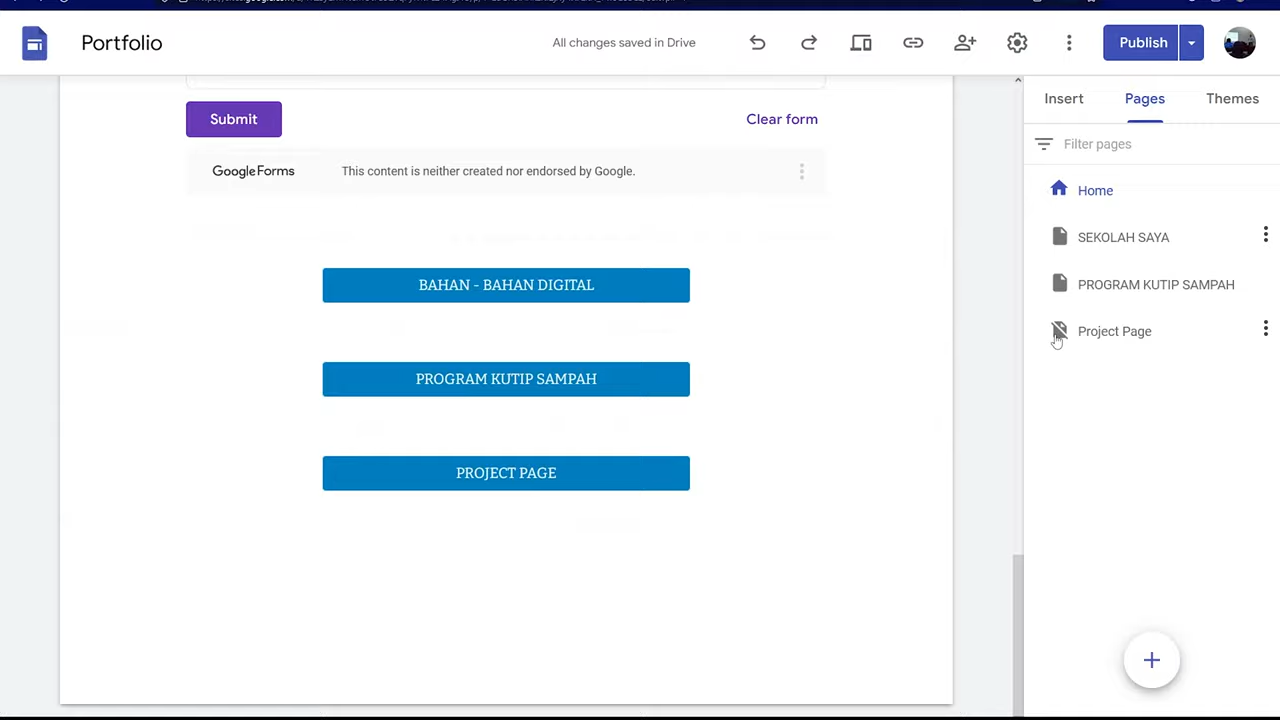 Portfolio
All changes saved in Drive
Publish
Insert
Pages
Themes
Submit
Clear form
Filter pages
Google Forms
This content is neither created nor endorsed by Google.
Home
SEKOLAH SAYA
BAHAN - BAHAN DIGITAL
PROGRAM KUTIP SAMPAH
Project Page
PROGRAM KUTIP SAMPAH
PROJECT PAGE